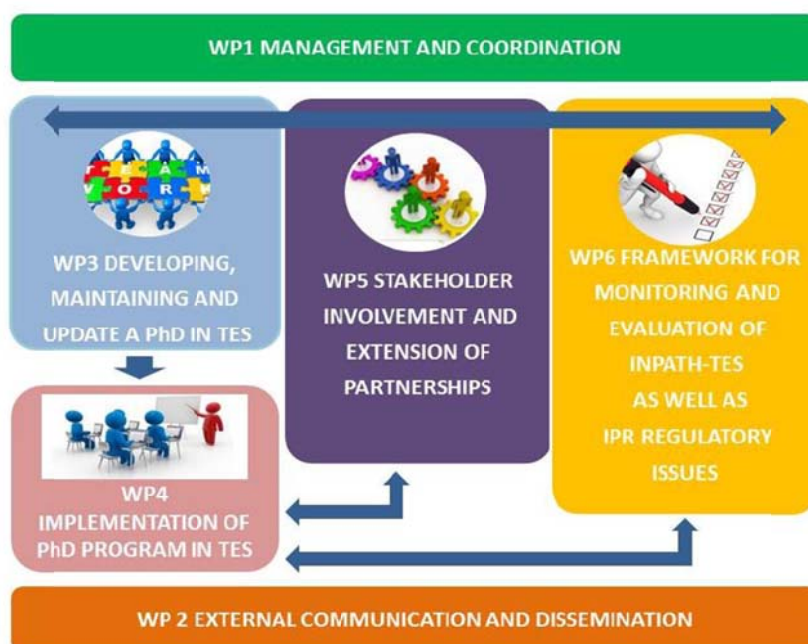 WP1 MANAGEMENT AND COORDINATION
T E A M
W O R K
WP3 DEVELOPING,
MAINTAINING AND
UPDATE A PhD IN TES
WP5 STAKEHOLDER
INVOLVEMENT AND
EXTENSION OF
PARTNERSHIPS
WP6 FRAMEWORK FOR
MONITORING AND
EVALUATION OF
INPATH-TES
AS WELL AS
IPR REGULATORY
ISSUES
WP4
IMPLEMENTATION OF
PhD PROGRAM IN TES
WP 2 EXTERNAL COMMUNICATION AND DISSEMINATION